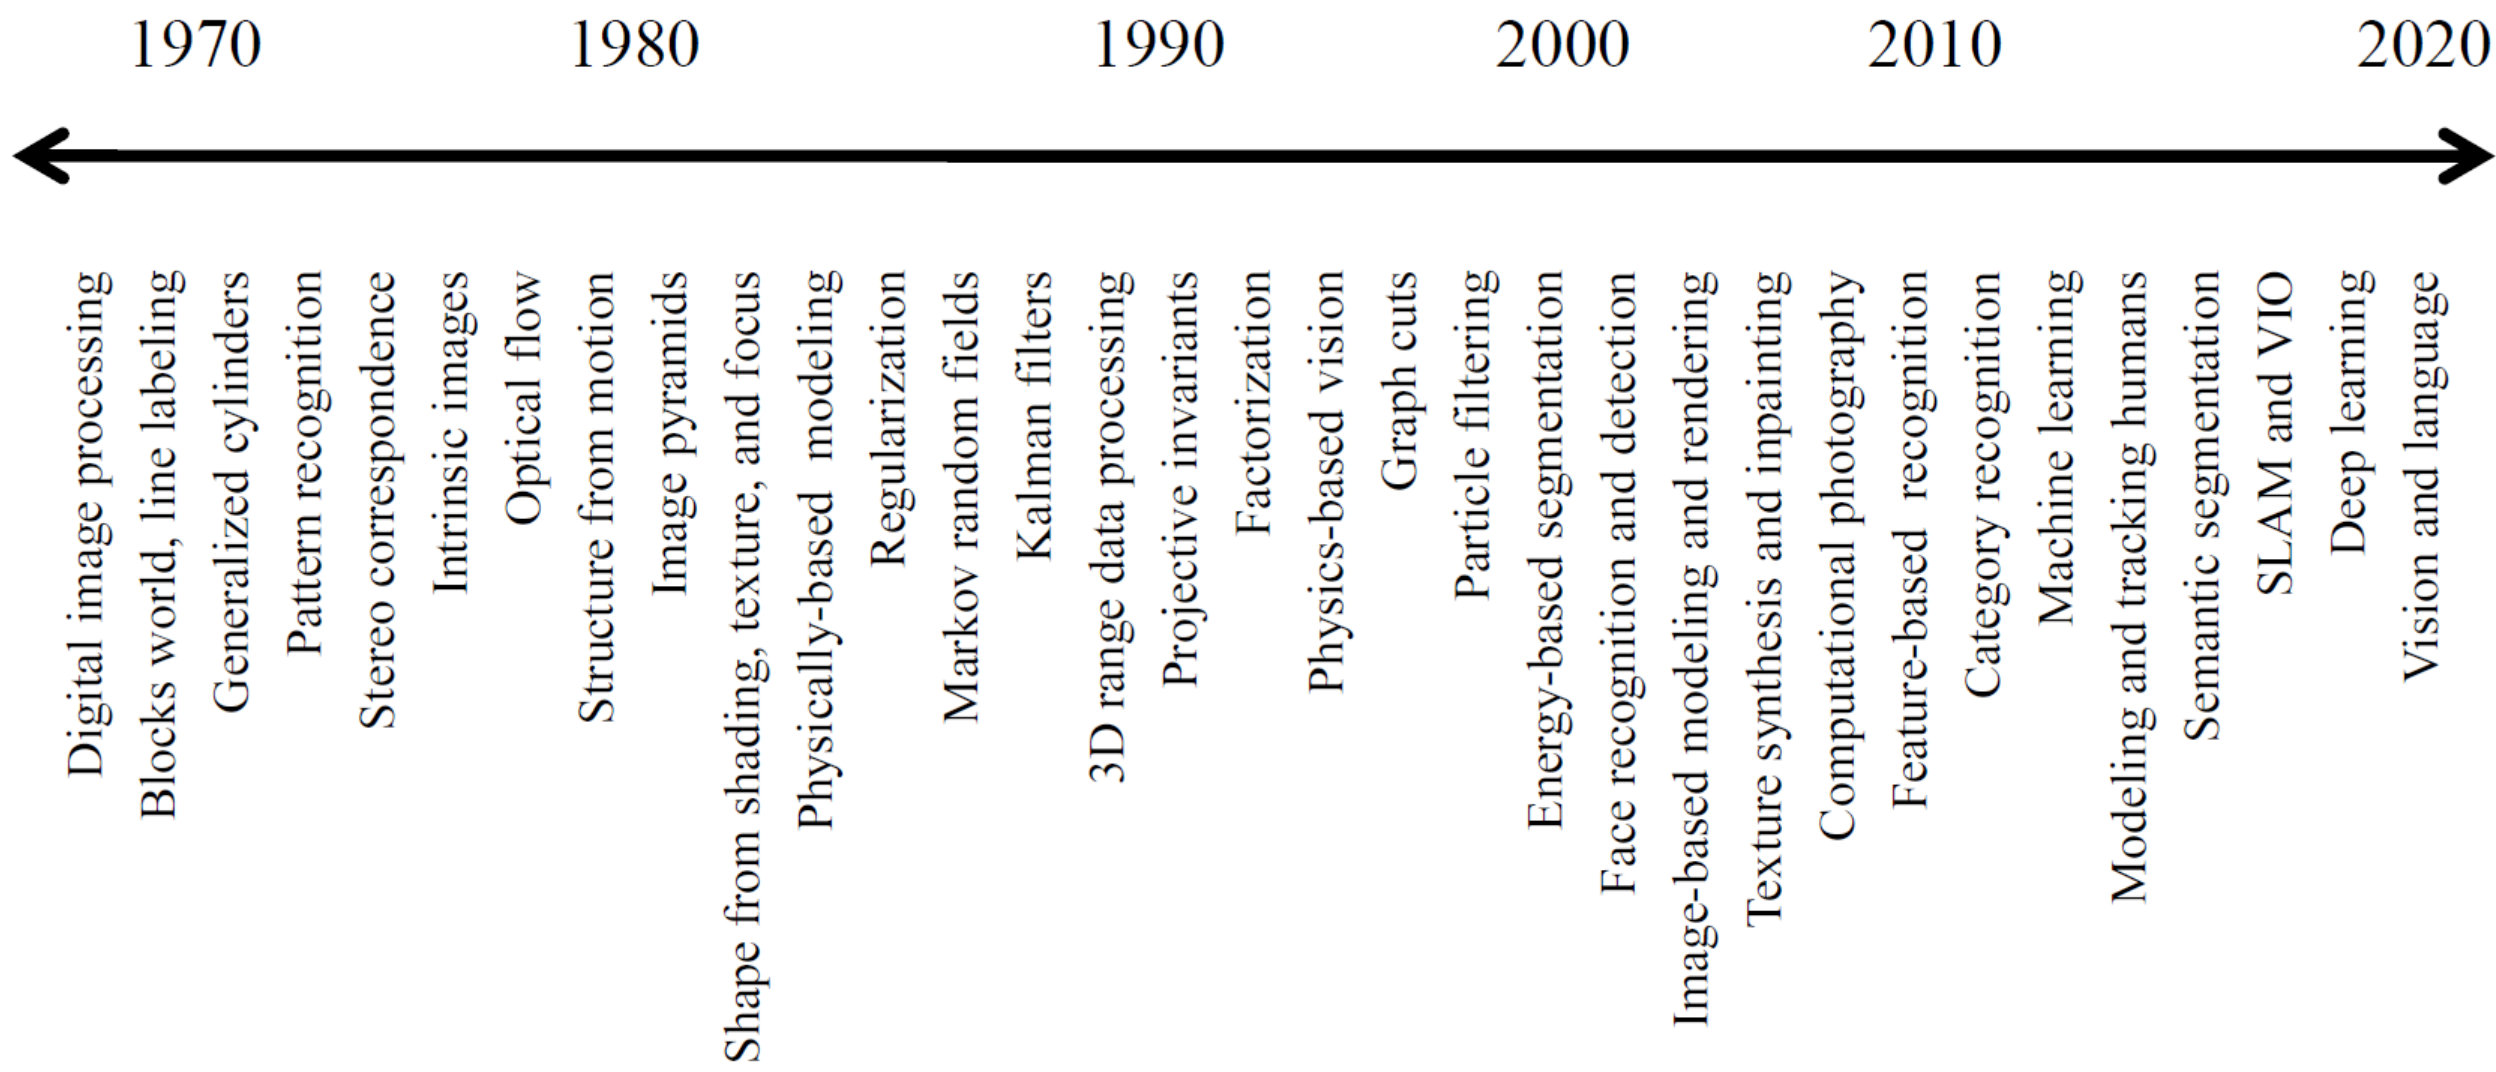 1970 1980 1990 2000 2010 2020
Digital image processing
Blocks world, line labeling
Generalized cylinders
Pattern recognition
Stereo correspondence
Intrinsic images
Optical flow
Structure from motion
Image pyramids
Shape from shading, texture, and focus
Physically-based modeling
Regularization
Markov random fields
Kalman filters
3D range data processing
Projective invariants
Factorization
Physics-based vision
Graph cuts
Particle filtering
Energy-based segmentation
Face recognition and detection
Image-based modeling and rendering
Texture synthesis and inpainting
Computational photography
Feature-based recognition
Category recognition
Machine learning
Modeling and tracking humans
Semantic segmentation
SLAM and VIO
Deep learning
Vision and language